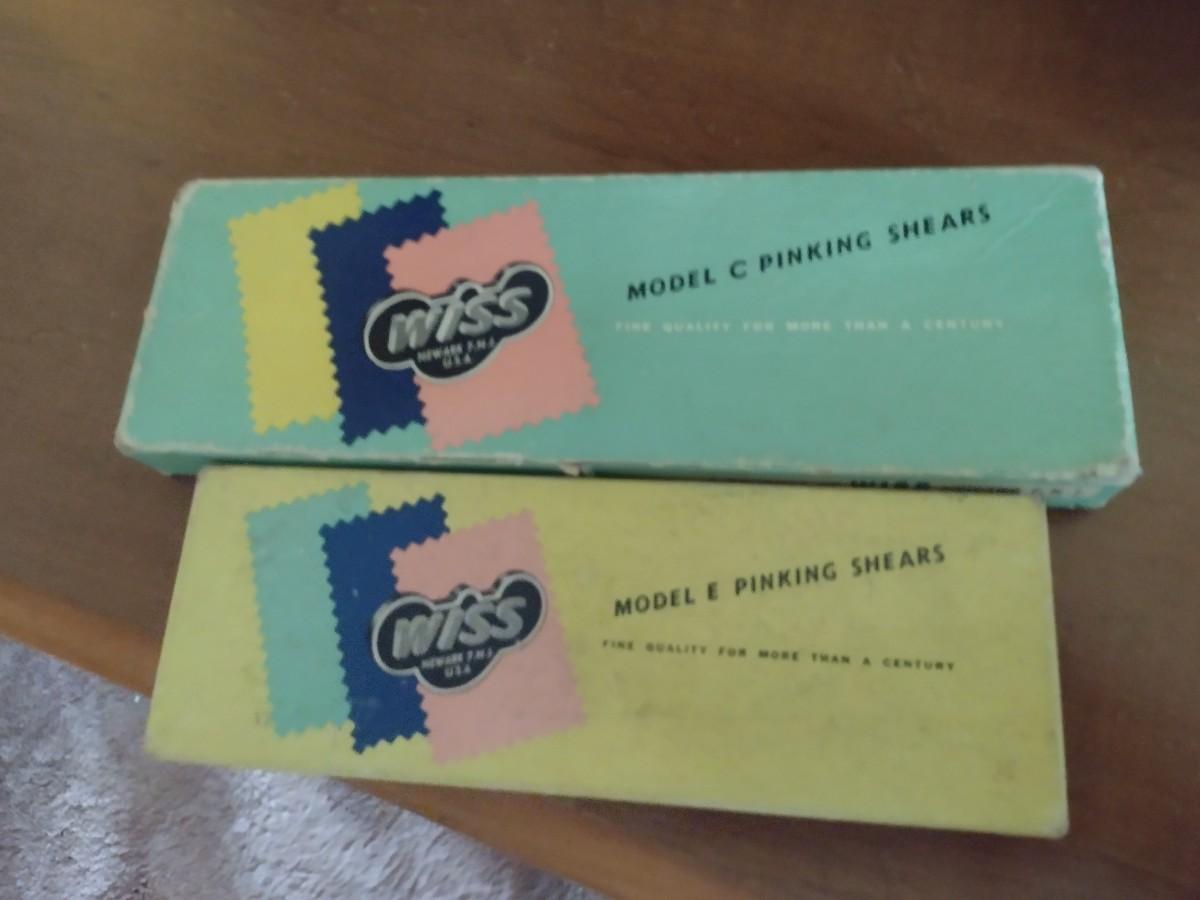 MODEL C PINKING SHEARS
FINE QUALITY FOR MORE THAN A CENTURY
WISS
NEWARK 7, N.J.
U.S.A.
WISS
MODEL E PINKING SHEARS
FINE QUALITY FOR MORE THAN A CENTURY
WISS
NEWARK 7, N.J.
U.S.A.